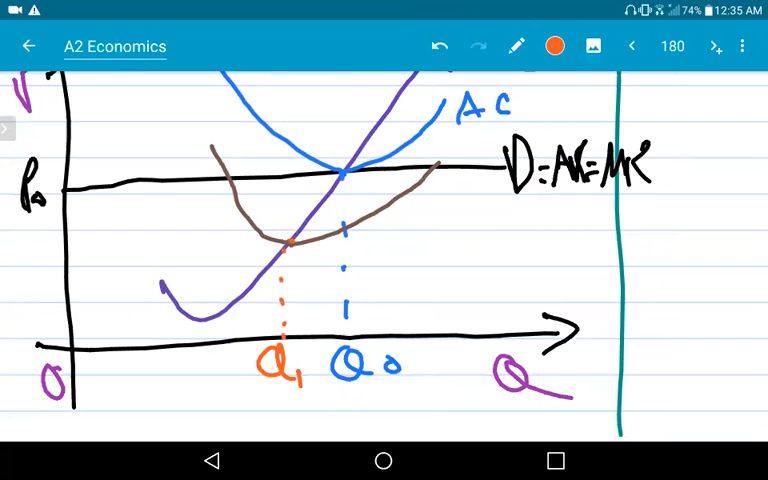 74% 12:35 AM
A2 Economics
180
AC
P₀
D=AR=MR
Q₁ Q₀
O Q